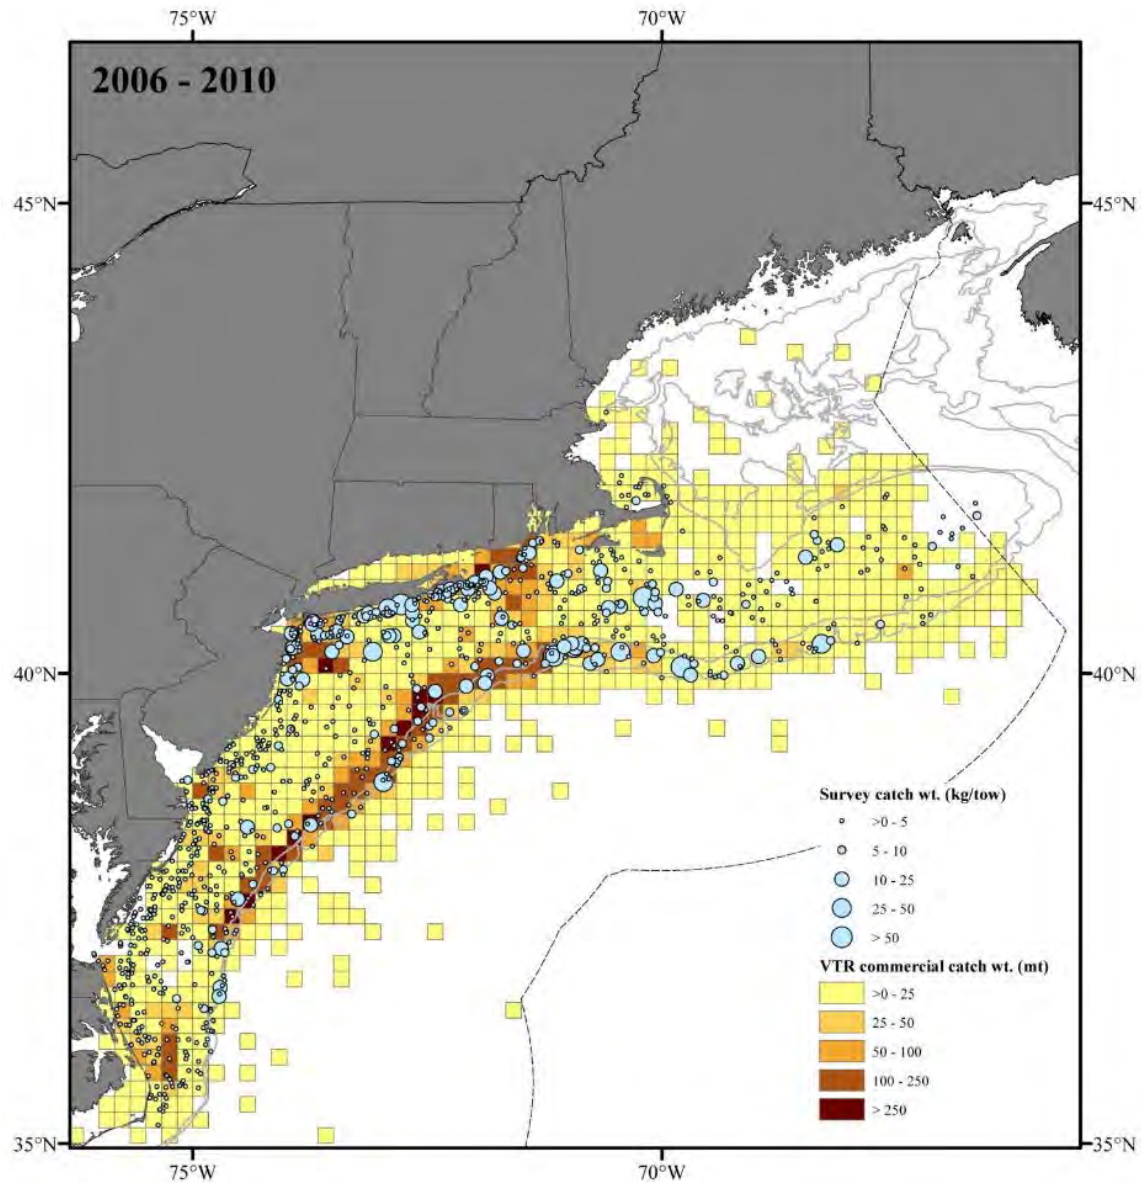 75°W 70°W
2006 - 2010
45°N 45°N
40°N 40°N
Survey catch wt. (kg/tow)
>0 - 5
5 - 10
10 - 25
25 - 50
> 50
VTR commercial catch wt. (mt)
>0 - 25
25 - 50
50 - 100
100 - 250
> 250
35°N 35°N
75°W 70°W